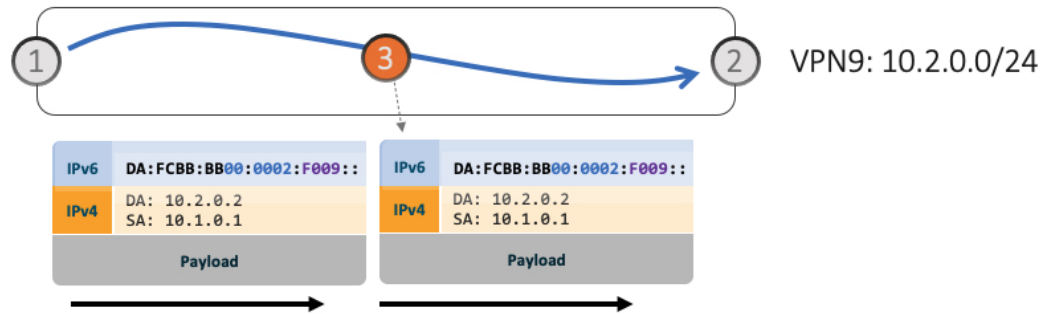 1
3
2
VPN9: 10.2.0.0/24
IPv6 DA:FCBB:BB00:0002:F009::
IPv4 DA: 10.2.0.2
SA: 10.1.0.1
Payload
IPv6 DA:FCBB:BB00:0002:F009::
IPv4 DA: 10.2.0.2
SA: 10.1.0.1
Payload